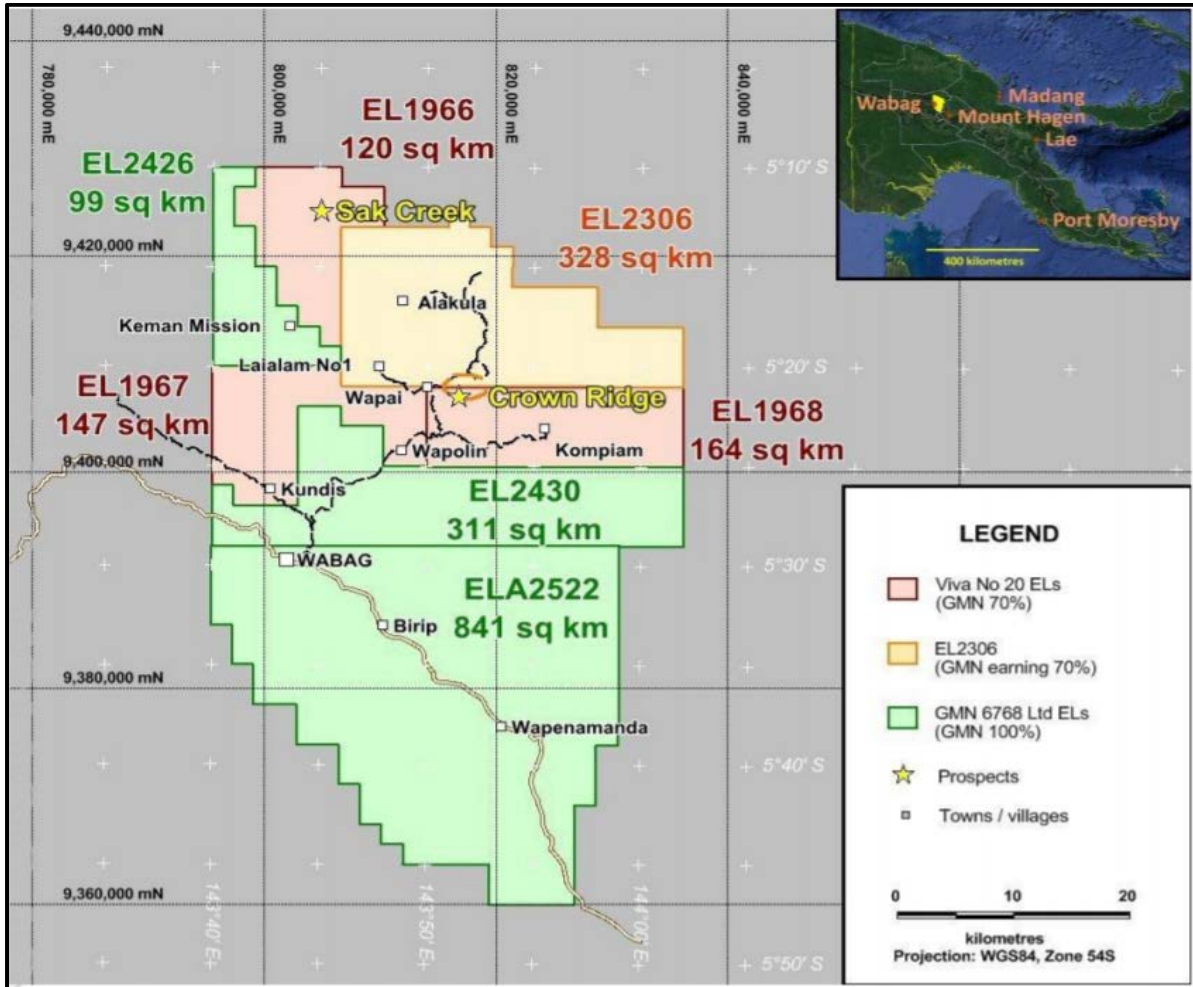 9,440,000 mN
780,000 mE
800,000 mE
820,000 mE
840,000 mE
EL1966
120 sq km
EL2426
99 sq km
5°10' S
Sak Creek
EL2306
328 sq km
9,420,000 mN
Alakula
Keman Mission
Laialam No1
5°20' S
EL1967
147 sq km
Wapai
Crown Ridge
EL1968
164 sq km
Wapolin
Kompiam
9,400,000 mN
Kundis
EL2430
311 sq km
WABAG
5°30' S
ELA2522
841 sq km
Birip
9,380,000 mN
Wapenamanda
5°40' S
9,360,000 mN
143°40' E
143°50' E
144°00' E
5°50' S
Wabag
Madang
Mount Hagen
Lae
Port Moresby
400 kilometres
LEGEND
Viva No 20 ELs
(GMN 70%)
EL2306
(GMN earning 70%)
GMN 6768 Ltd ELs
(GMN 100%)
Prospects
Towns / villages
0 10 20
kilometres
Projection: WGS84, Zone 54S